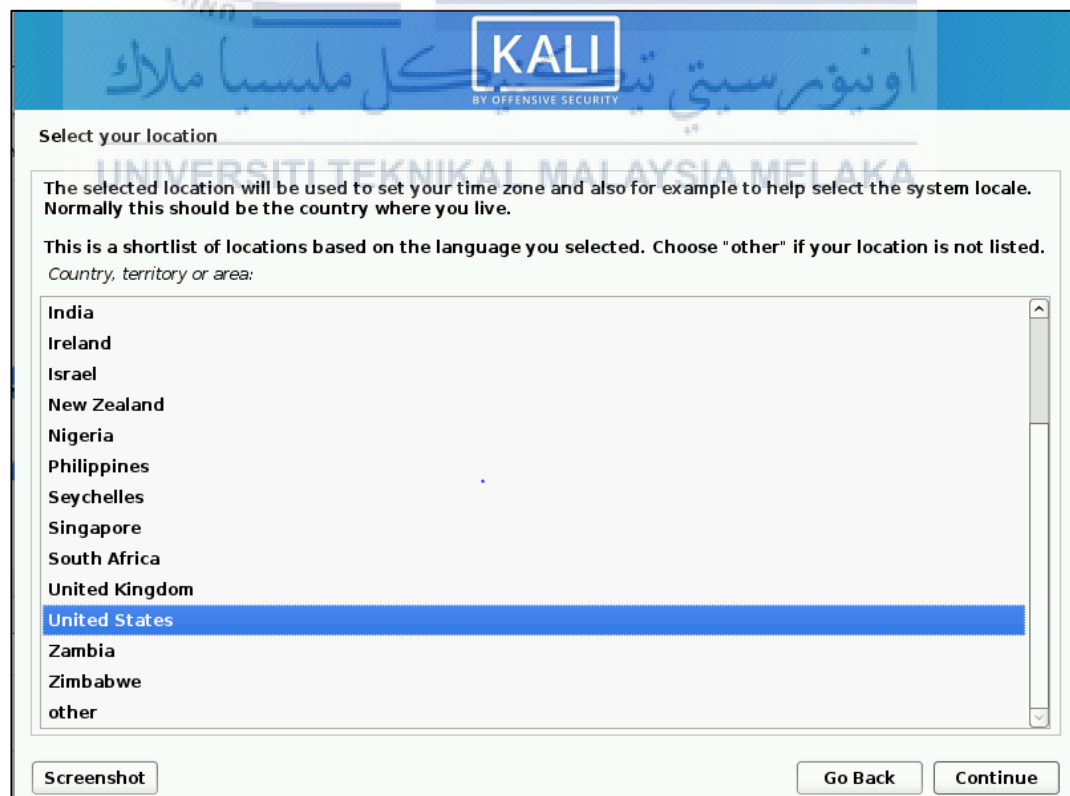 KALI
BY OFFENSIVE SECURITY
اونيۏرسيتي تيكنيكل مليسيا ملاك
Select your location
UNIVERSITI TEKNIKAL MALAYSIA MELAKA
The selected location will be used to set your time zone and also for example to help select the system locale.
Normally this should be the country where you live.
This is a shortlist of locations based on the language you selected. Choose "other" if your location is not listed.
Country, territory or area:
India
Ireland
Israel
New Zealand
Nigeria
Philippines
Seychelles
Singapore
South Africa
United Kingdom
United States
Zambia
Zimbabwe
other
Screenshot
Go Back
Continue